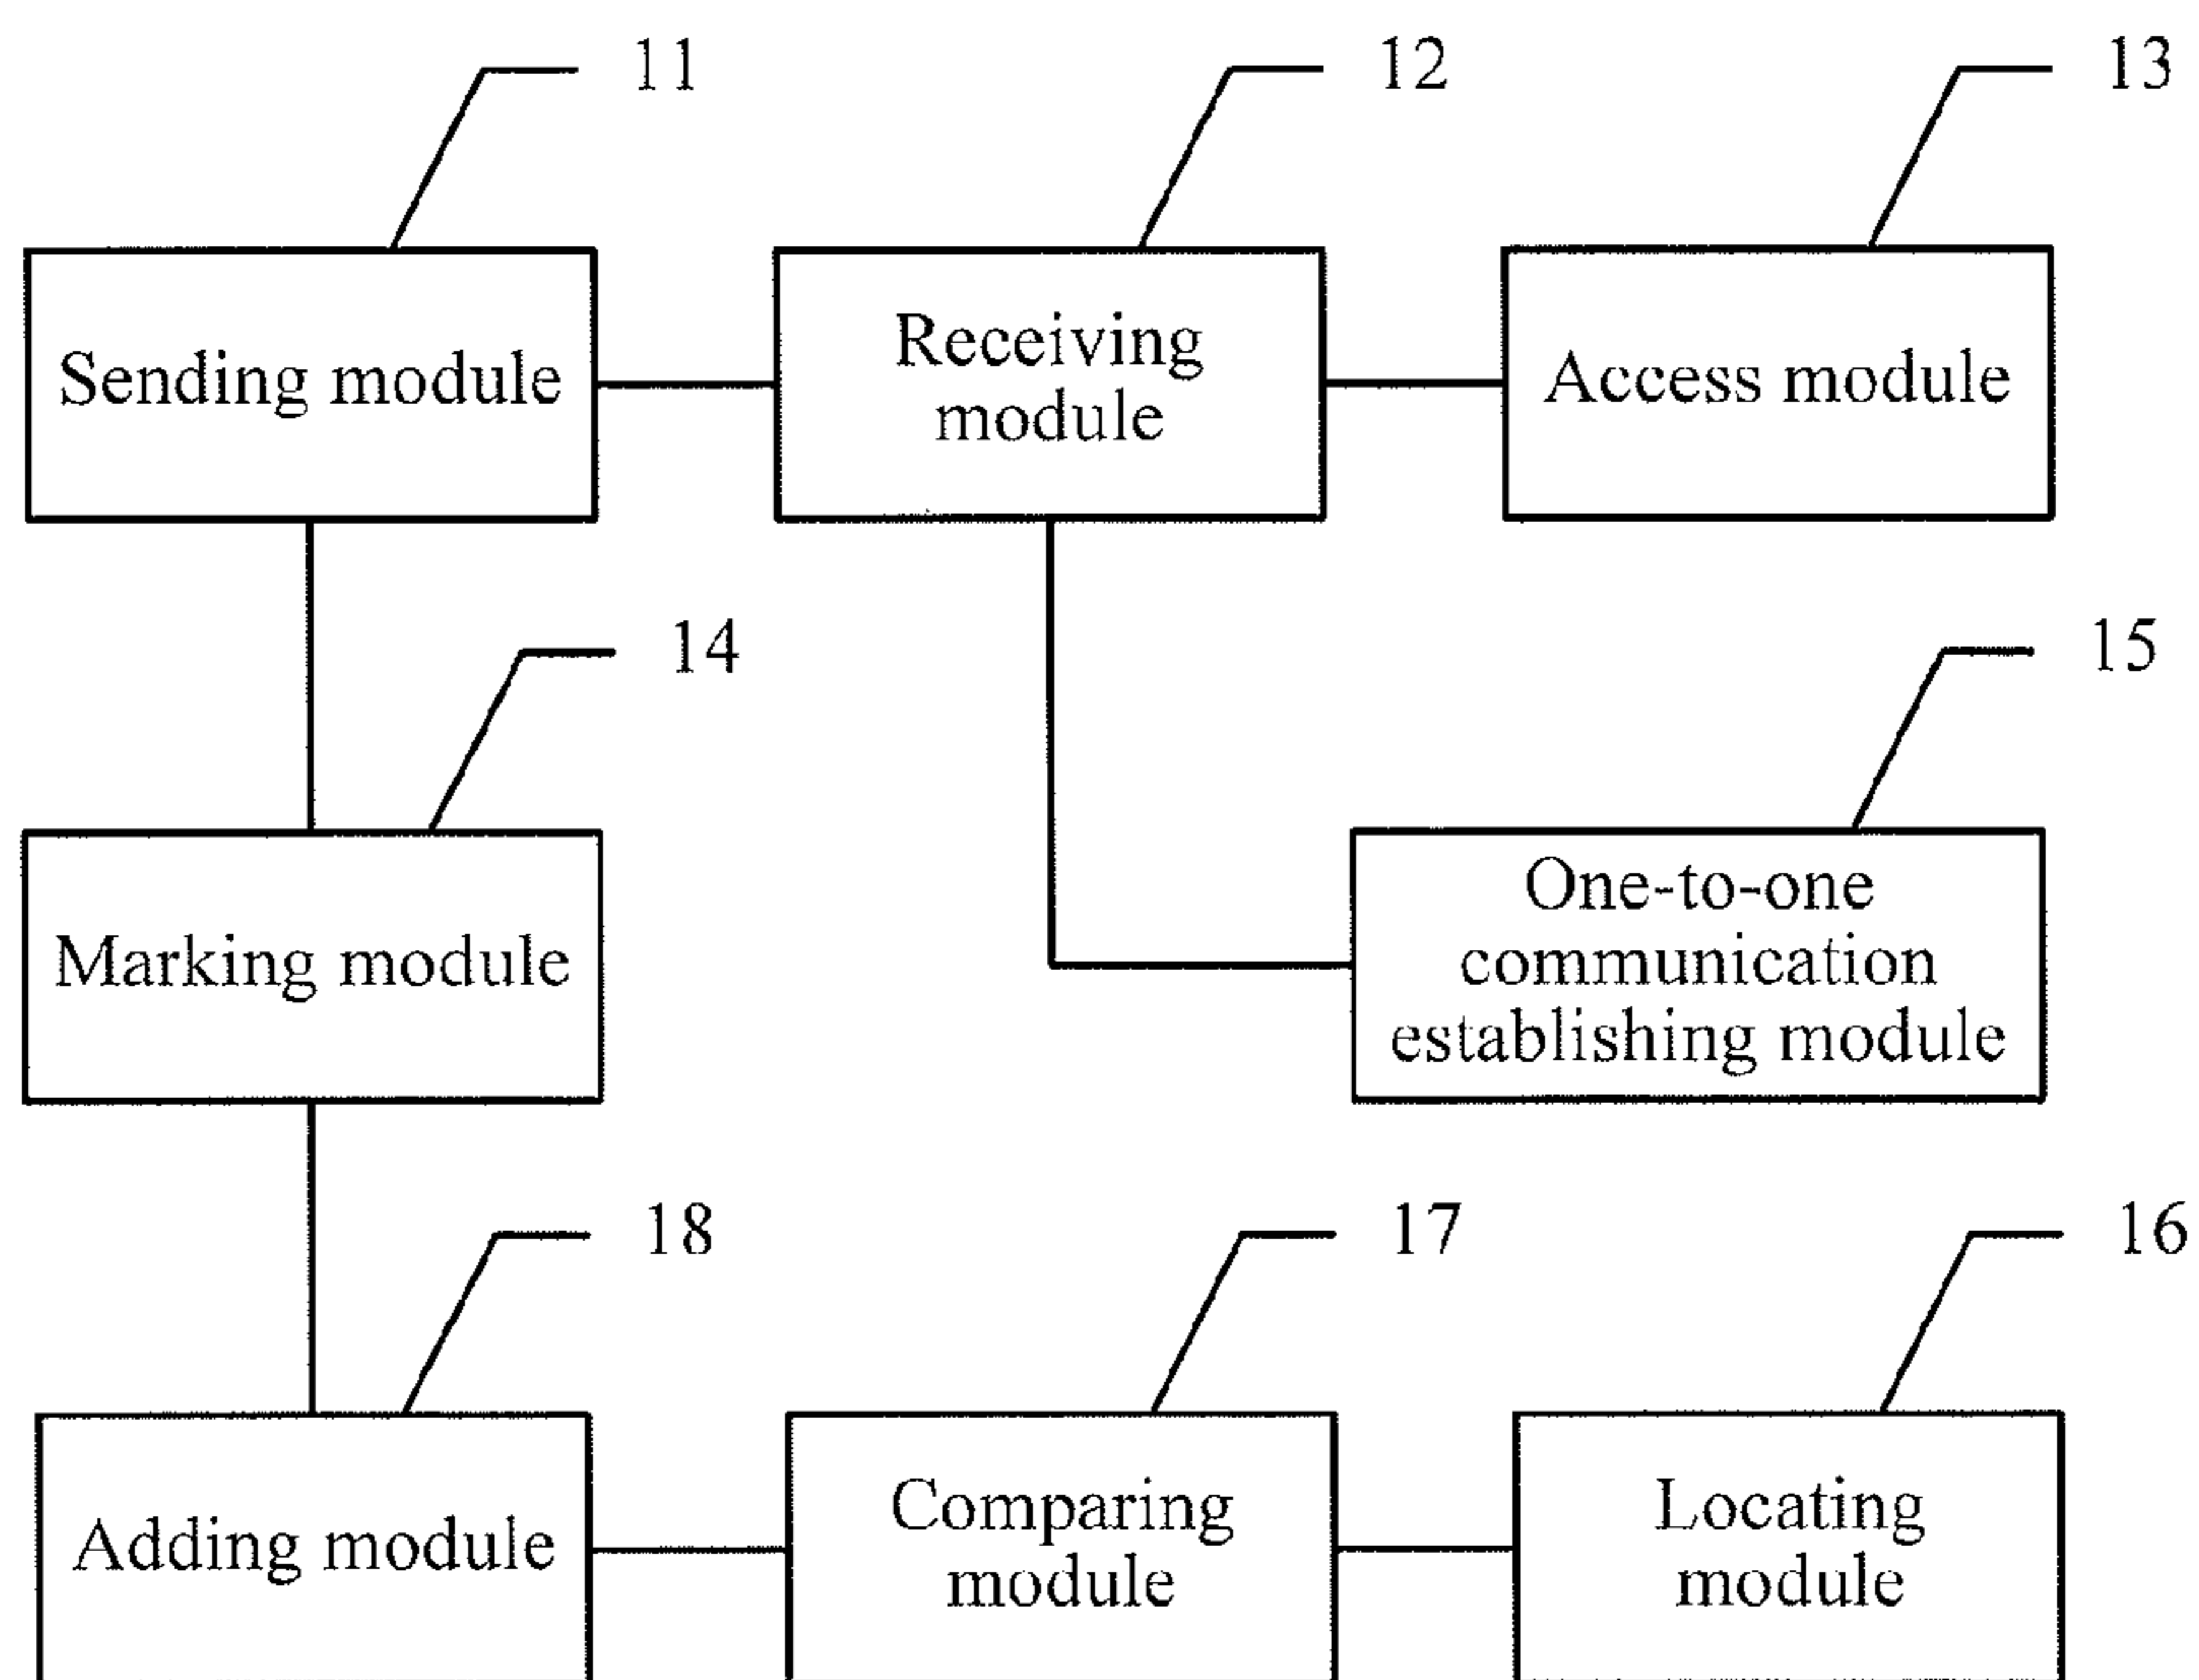 11
12
13
Sending module
Receiving
module
Access module
14
15
Marking module
One-to-one
communication
establishing module
18
17
16
Adding module
Comparing
module
Locating
module